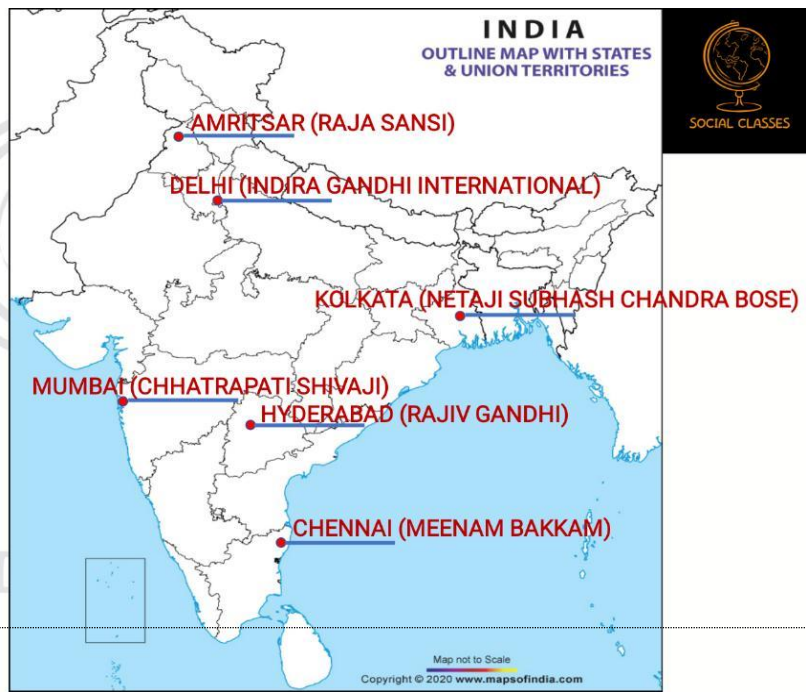 INDIA
OUTLINE MAP WITH STATES
& UNION TERRITORIES
SOCIAL CLASSES
AMRITSAR (RAJA SANSI)
DELHI (INDIRA GANDHI INTERNATIONAL)
KOLKATA (NETAJI SUBHASH CHANDRA BOSE)
MUMBAI (CHHATRAPATI SHIVAJI)
HYDERABAD (RAJIV GANDHI)
CHENNAI (MEENAM BAKKAM)
Map not to Scale
Copyright © 2020 www.mapsofindia.com